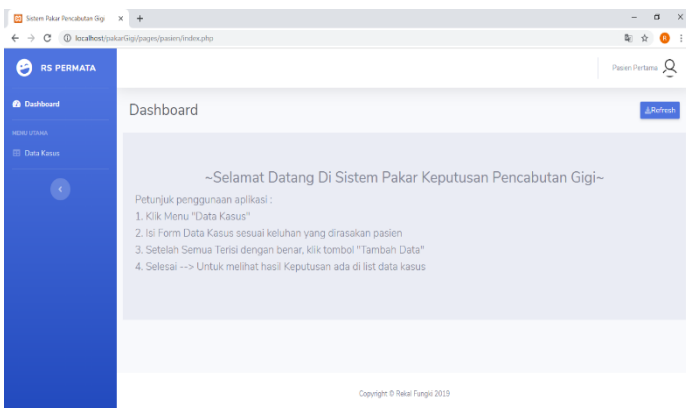 Sistem Pakar Pencabutan Gigi
localhost/pakarGigi/pages/pasien/index.php
R
RS PERMATA
Pasien Pertama
Dashboard
Dashboard
Refresh
MENU UTAMA
Data Kasus
~Selamat Datang Di Sistem Pakar Keputusan Pencabutan Gigi~
Petunjuk penggunaan aplikasi :
1. Klik Menu "Data Kasus"
2. Isi Form Data Kasus sesuai keluhan yang dirasakan pasien
3. Setelah Semua Terisi dengan benar, klik tombol "Tambah Data"
4. Selesai --> Untuk melihat hasil Keputusan ada di list data kasus
Copyright © Rekal Fungki 2019